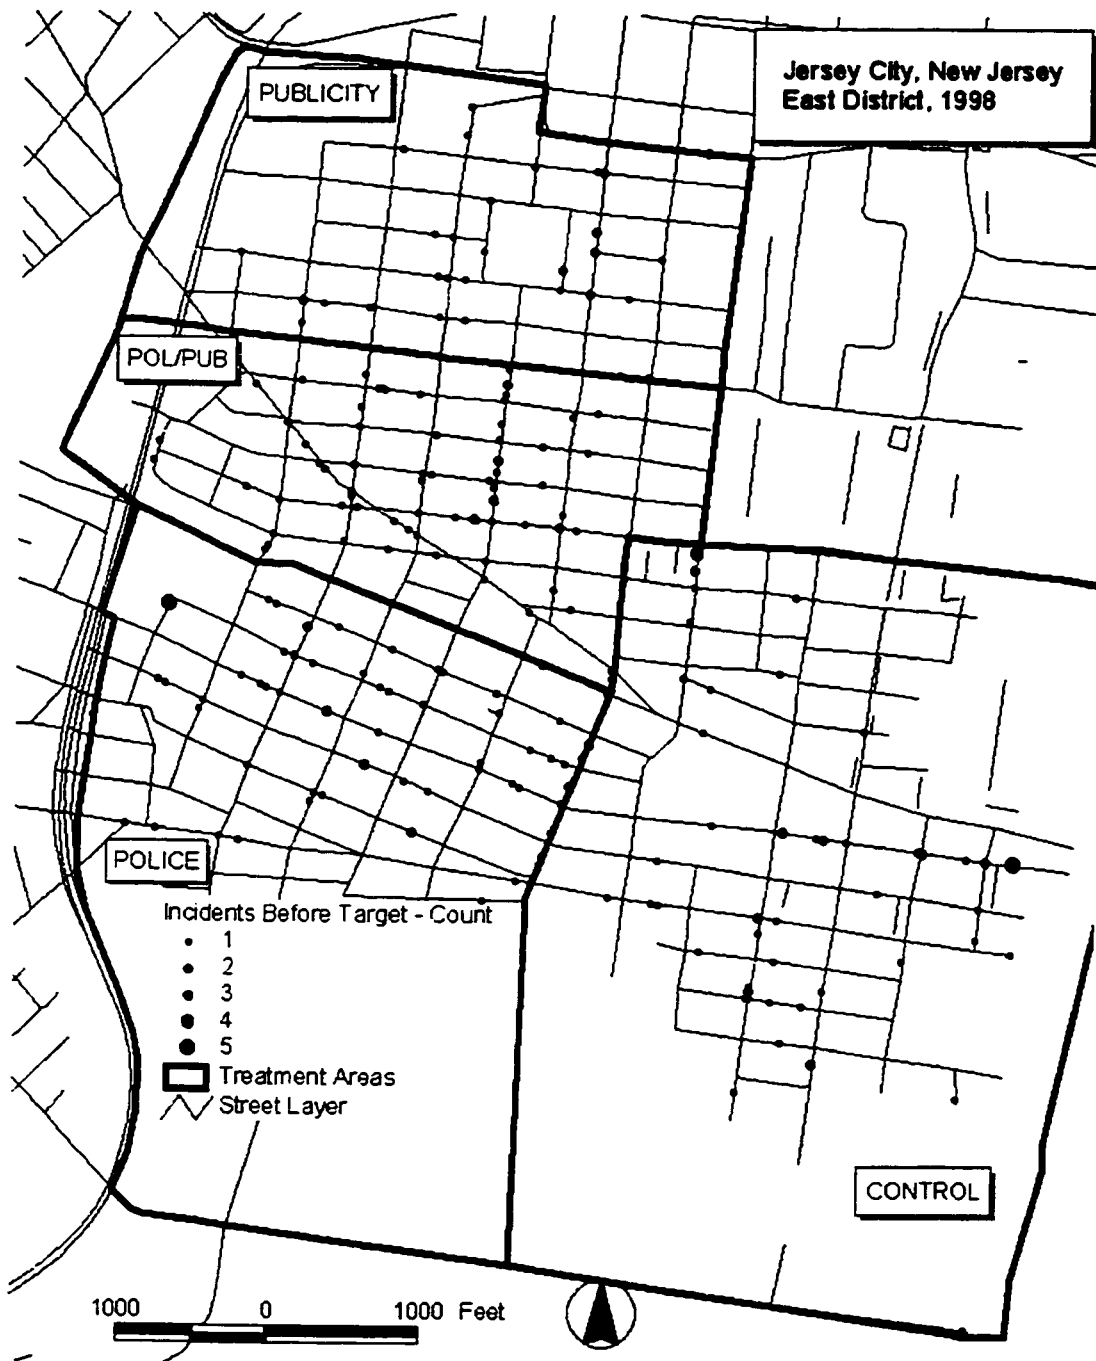 PUBLICITY
Jersey City, New Jersey
East District, 1998
POL/PUB
POLICE
Incidents Before Target - Count
1
2
3
4
5
Treatment Areas
Street Layer
CONTROL
1000 0 1000 Feet